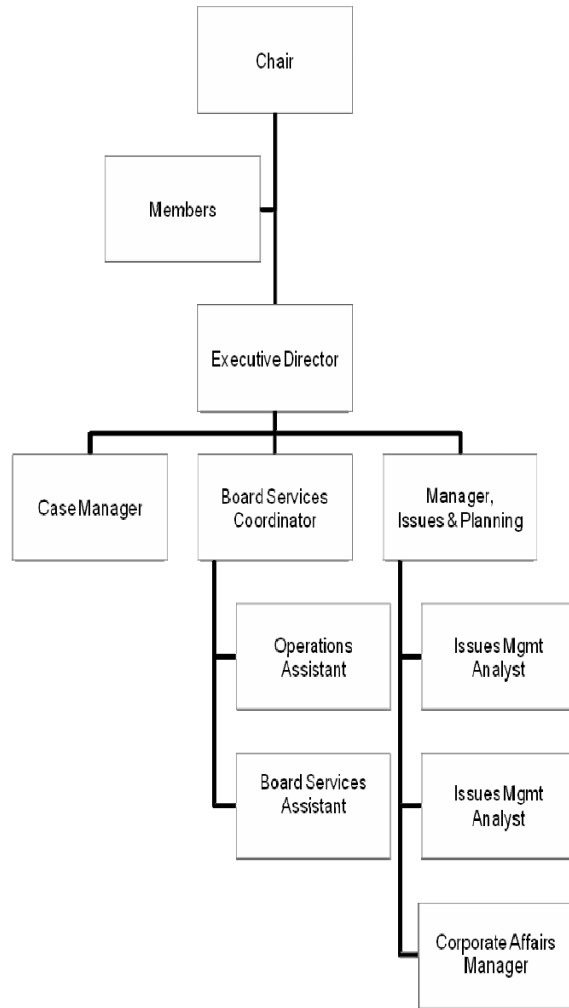 Chair
Members
Executive Director
Case Manager
Board Services
Coordinator
Manager,
Issues & Planning
Operations
Assistant
Issues Mgmt
Analyst
Board Services
Assistant
Issues Mgmt
Analyst
Corporate Affairs
Manager